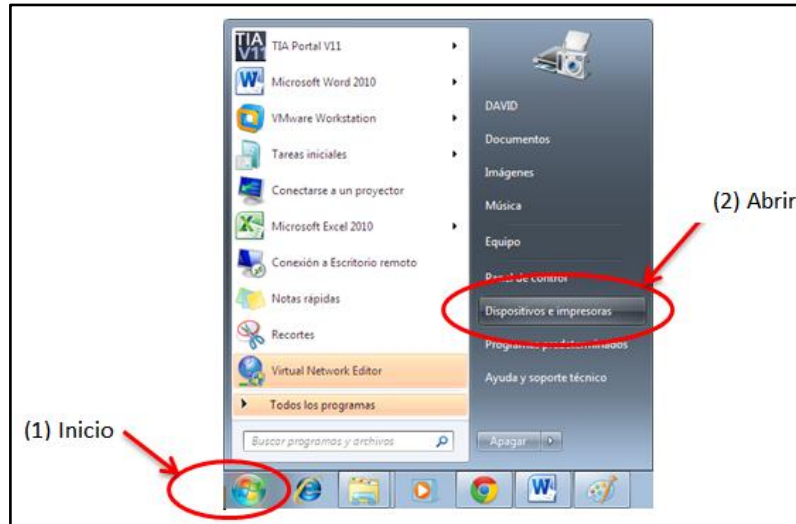 TIA Portal V11
Microsoft Word 2010
VMware Workstation
Tareas iniciales
Conectarse a un proyector
Microsoft Excel 2010
Conexión a Escritorio remoto
Notas rápidas
Recortes
Virtual Network Editor
Todos los programas
Buscar programas y archivos
DAVID
Documentos
Imágenes
Música
Equipo
Panel de control
Dispositivos e impresoras
Programas predeterminados
Ayuda y soporte técnico
Apagar
(2) Abrir
(1) Inicio
TIA
V11
W
W